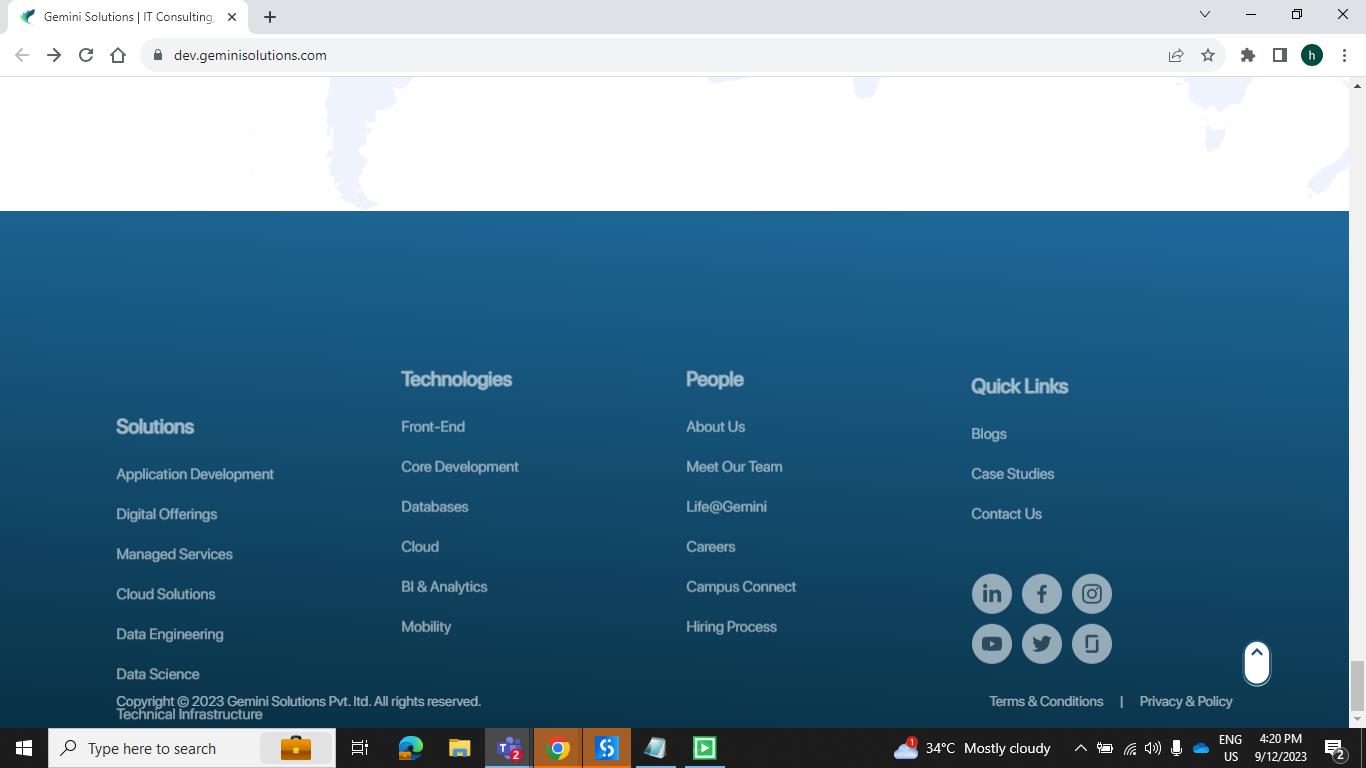 Gemini Solutions | IT Consulting,
dev.geminisolutions.com
h
Technologies
People
Quick Links
Solutions
Front-End
About Us
Blogs
Application Development
Core Development
Meet Our Team
Case Studies
Digital Offerings
Databases
Life@Gemini
Contact Us
Managed Services
Cloud
Careers
Cloud Solutions
BI & Analytics
Campus Connect
in
f
Data Engineering
Mobility
Hiring Process
Data Science
Copyright © 2023 Gemini Solutions Pvt. ltd. All rights reserved.
Terms & Conditions | Privacy & Policy
Technical Infrastructure
Type here to search
2
1
34°C Mostly cloudy
ENG
US
4:20 PM
9/12/2023
2